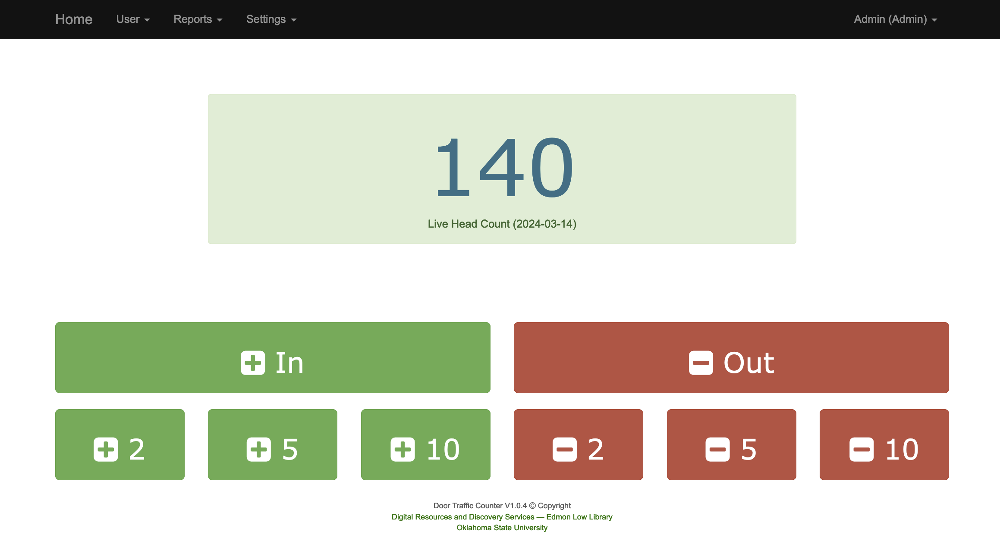 Home User Reports Settings Admin (Admin)
140
Live Head Count (2024-03-14)
In Out
2 5 10 2 5 10
Door Traffic Counter V1.0.4 © Copyright
Digital Resources and Discovery Services — Edmon Low Library
Oklahoma State University